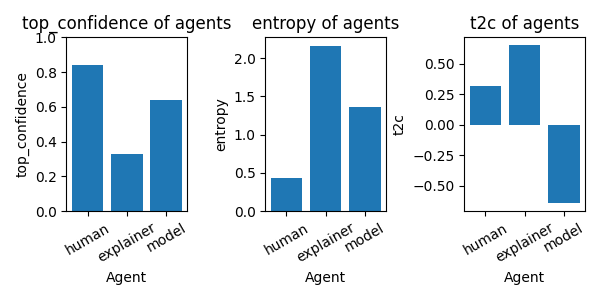 top_confidence of agents
top_confidence
1.0
0.8
0.6
0.4
0.2
0.0
human
explainer
model
Agent
entropy of agents
entropy
2.0
1.5
1.0
0.5
0.0
human
explainer
model
Agent
t2c of agents
t2c
0.50
0.25
0.00
−0.25
−0.50
human
explainer
model
Agent